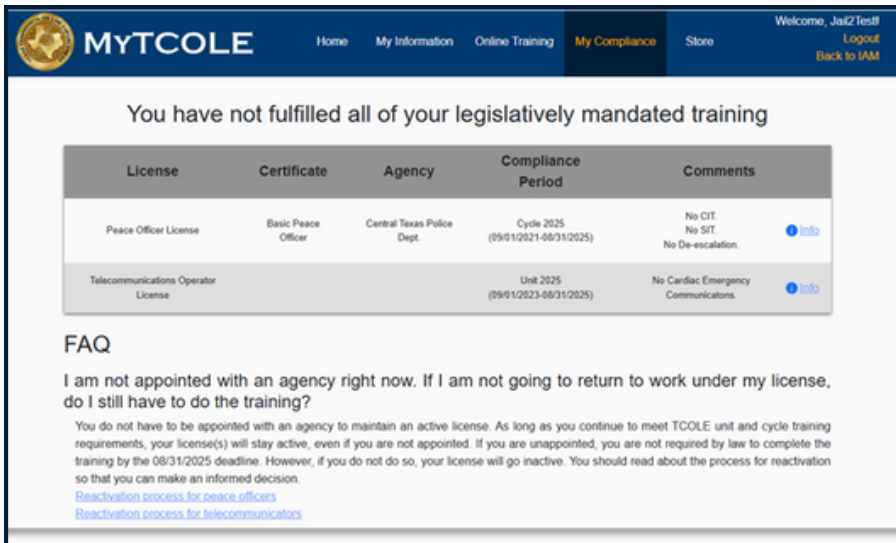 Welcome, Jail2Test8
MYTCOLE
Home My Information Online Training My Compliance Store
Logout
Back to IAM
You have not fulfilled all of your legislatively mandated training
License Certificate Agency Compliance Period Comments
Peace Officer License
Basic Peace
Officer
Central Texas Police
Dept.
Cycle 2025
(09/01/2021-08/31/2025)
No CIT.
No SIT.
No De-escalation.
Info
Telecommunications Operator
License
Unit 2025
(09/01/2023-08/31/2025)
No Cardiac Emergency
Communicatons.
Info
FAQ
I am not appointed with an agency right now. If I am not going to return to work under my license,
do I still have to do the training?
You do not have to be appointed with an agency to maintain an active license. As long as you continue to meet TCOLE unit and cycle training
requirements, your license(s) will stay active, even if you are not appointed. If you are unappointed, you are not required by law to complete the
training by the 08/31/2025 deadline. However, if you do not do so, your license will go inactive. You should read about the process for reactivation
so that you can make an informed decision.
Reactivation process for peace officers
Reactivation process for telecommunicators